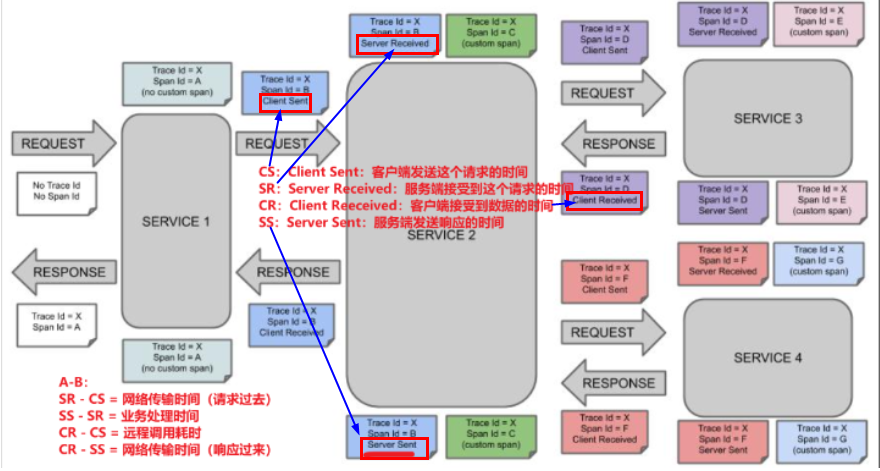 Trace Id = X
Span Id = A
(no custom span)
Trace Id = X
Span Id = B
Client Sent
Trace Id = X
Span Id = B
Server Received
Trace Id = X
Span Id = C
(custom span)
Trace Id = X
Span Id = D
Client Sent
Trace Id = X
Span Id = D
Server Received
Trace Id = X
Span Id = E
(custom span)
REQUEST
No Trace Id
No Span Id
RESPONSE
Trace Id = X
Span Id = A
SERVICE 1
REQUEST
CS：Client Sent：客户端发送这个请求的时间
SR：Server Received：服务端接受到这个请求的时间
CR：Client Reeceived：客户端接受到数据的时间
SS：Server Sent：服务端发送响应的时间
SERVICE 2
RESPONSE
Trace Id = X
Span Id = B
Client Received
REQUEST
RESPONSE
SERVICE 3
Trace Id = X
Span Id = D
Client Received
Trace Id = X
Span Id = D
Server Sent
Trace Id = X
Span Id = E
(custom span)
Trace Id = X
Span Id = F
Client Sent
Trace Id = X
Span Id = F
Server Received
Trace Id = X
Span Id = G
(custom span)
REQUEST
RESPONSE
SERVICE 4
Trace Id = X
Span Id = A
(no custom span)
A-B：
SR - CS = 网络传输时间（请求过去）
SS - SR = 业务处理时间
CR - CS = 远程调用耗时
CR - SS = 网络传输时间（响应过来）
Trace Id = X
Span Id = B
Server Sent
Trace Id = X
Span Id = C
(custom span)
Trace Id = X
Span Id = F
Client Received
Trace Id = X
Span Id = F
Server Sent
Trace Id = X
Span Id = G
(custom span)